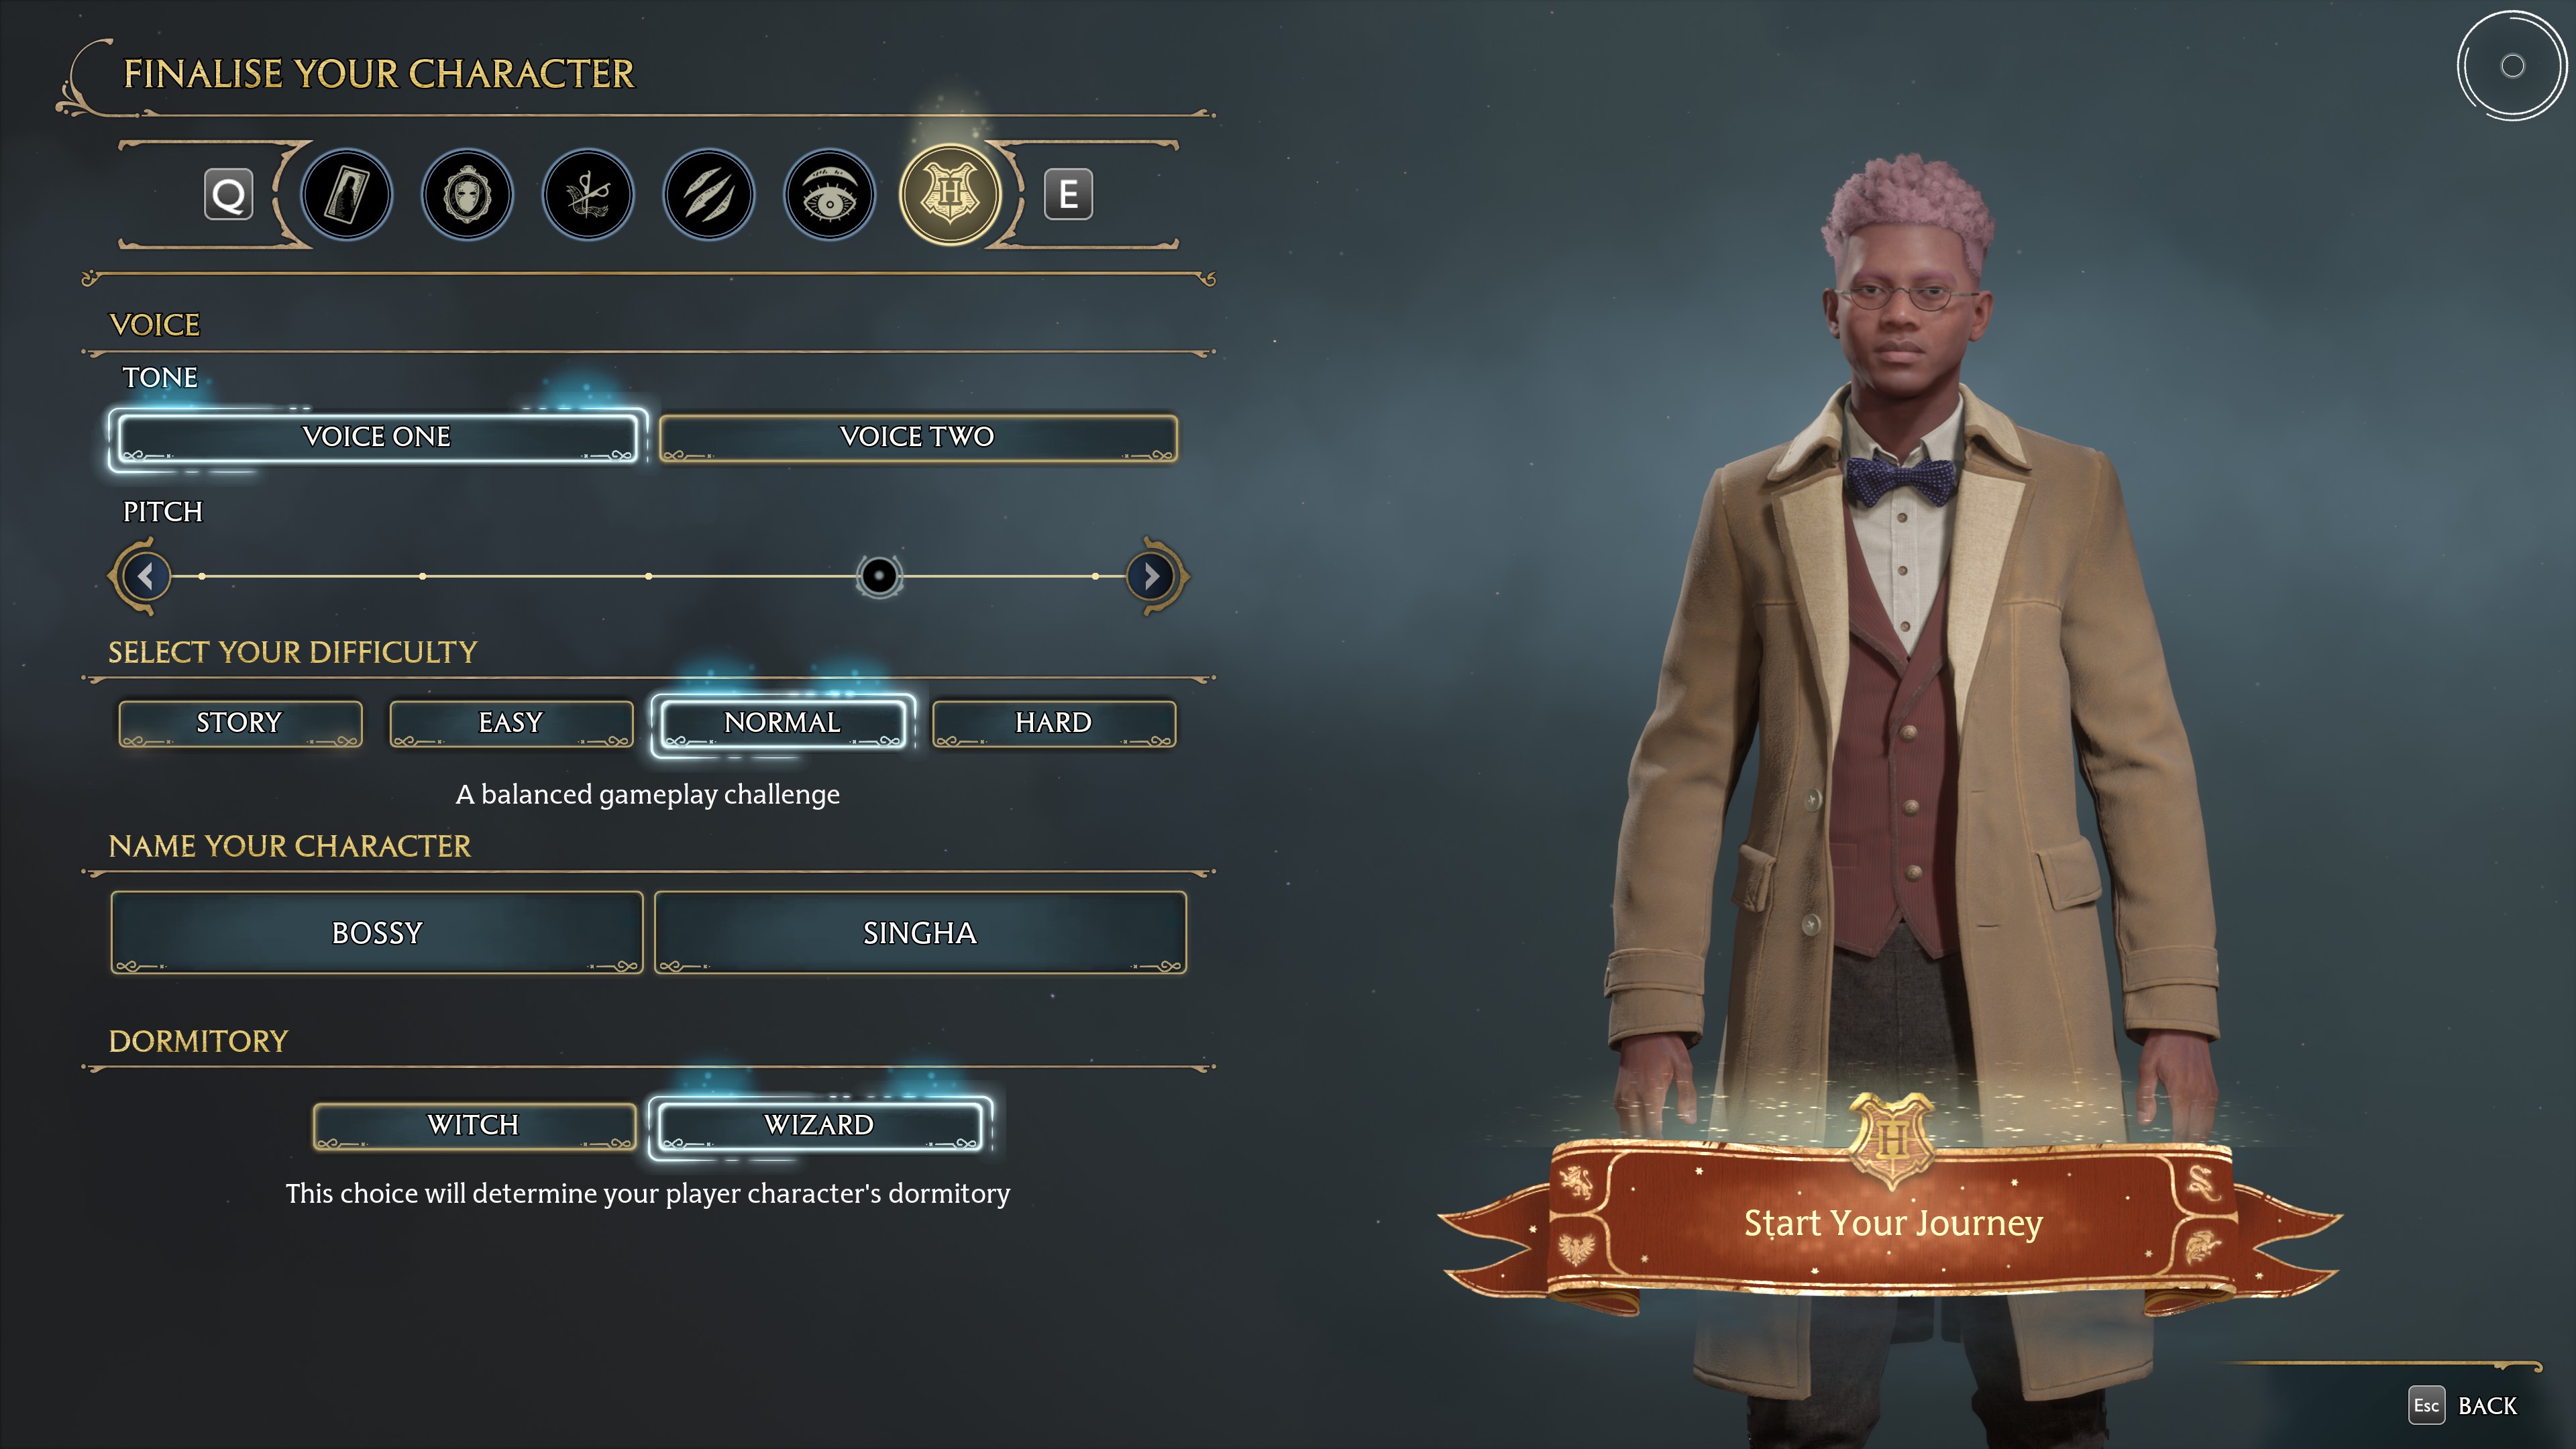 FINALISE YOUR CHARACTER
Q
H
E
VOICE
TONE
VOICE ONE
VOICE TWO
PITCH
SELECT YOUR DIFFICULTY
STORY
EASY
NORMAL
HARD
A balanced gameplay challenge
NAME YOUR CHARACTER
BOSSY
SINGHA
DORMITORY
WITCH
WIZARD
This choice will determine your player character's dormitory
H
Start Your Journey
Esc
BACK